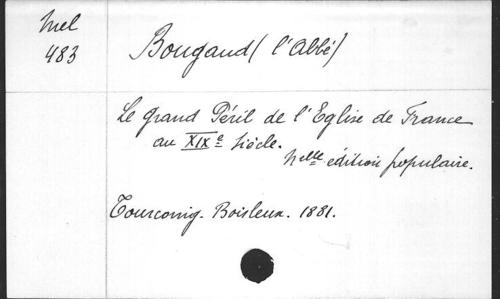 Mel
483
Bougaud (l'abbé)
Le Grand Péril de l'Eglise de France
au XIXe Siècle.
Nelle édition populaire.
Tourcoing. Boisleux. 1881.